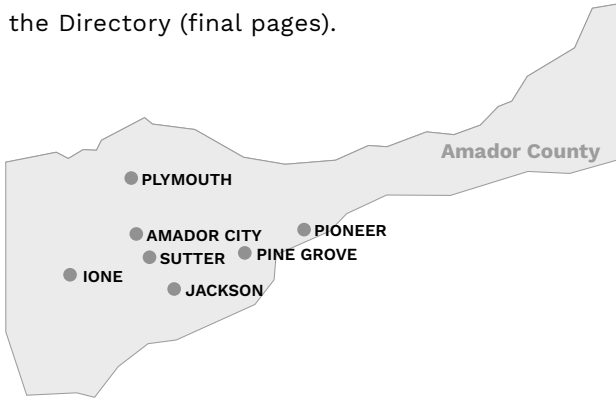 the Directory (final pages).
Amador County
PLYMOUTH
AMADOR CITY
PIONEER
SUTTER
PINE GROVE
IONE
JACKSON